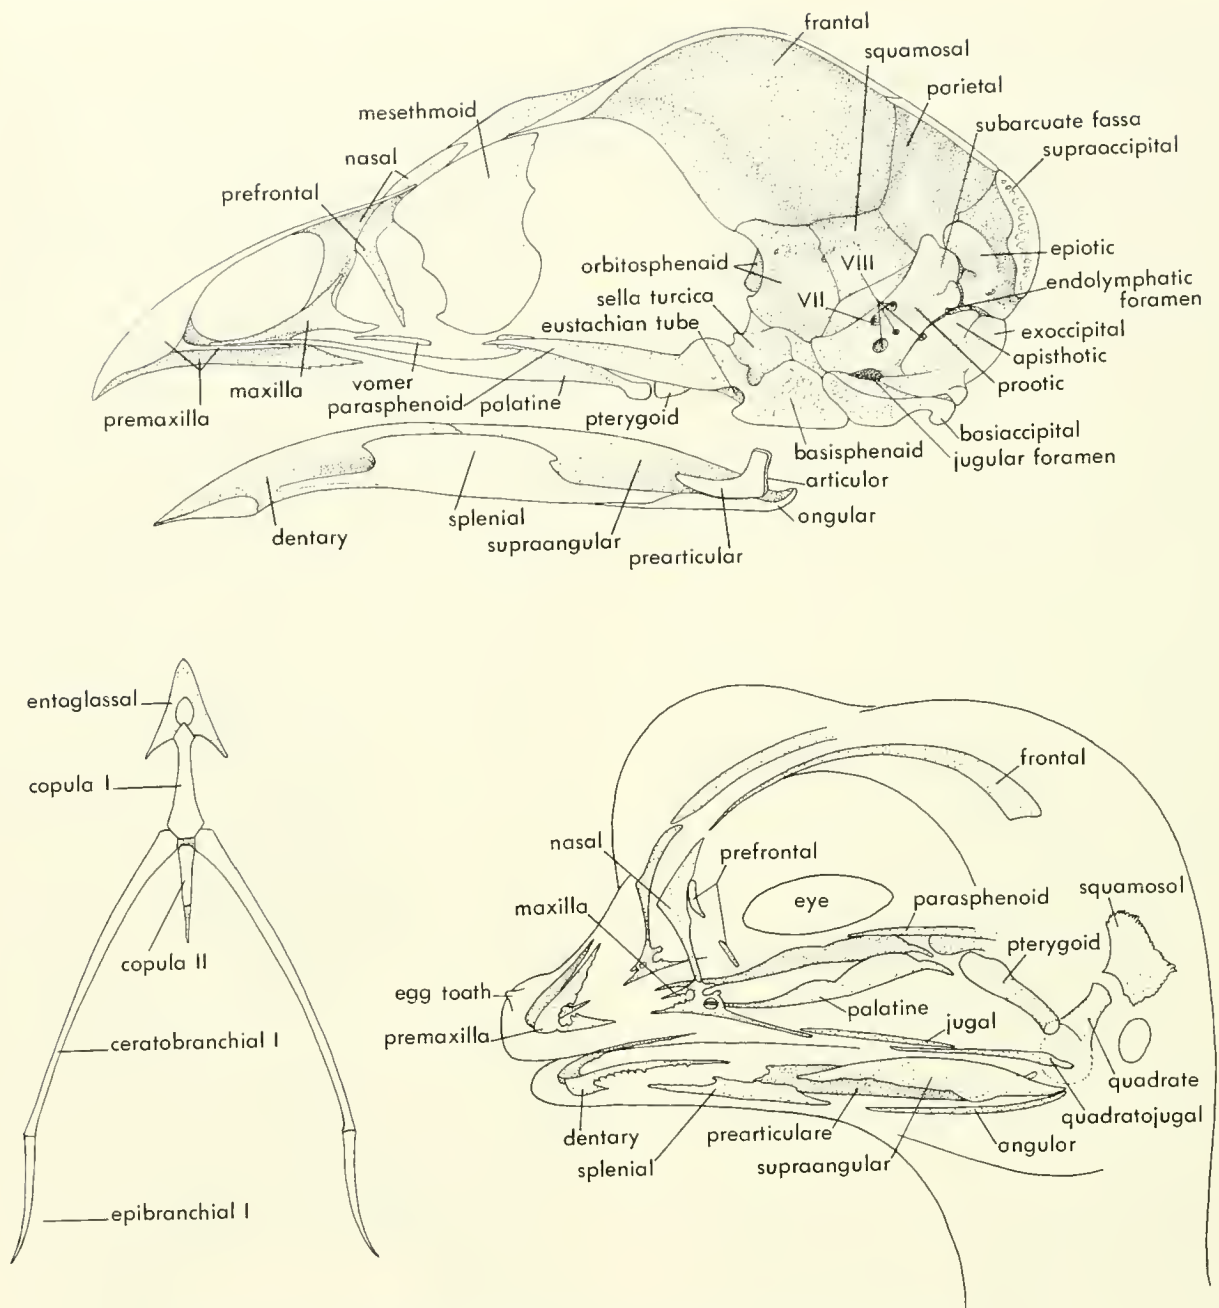 frantal
squamosal
parietal
mesethmoid
subarcuate fassa
supraoccipital
nasal
prefrontal
epiotic
orbitosphenaid
VIII
endolymphatic
foramen
sella turcica
VII
eustachian tube
exoccipital
apisthotic
prootic
maxilla
vomer
parasphenoid
palatine
premaxilla
pterygoid
basiaccipital
basisphenaid
jugular foramen
articulor
splenial
ongular
dentary
supraangular
prearticular
entaglassal
copula I
copula II
ceratobranchial I
epibranchial I
frontal
nasal
prefrontal
squamosol
maxilla
eye
parasphenoid
pterygoid
egg toath
palatine
premaxilla
jugal
quadrate
quadratojugal
dentary
prearticulare
angulor
splenial
supraangular